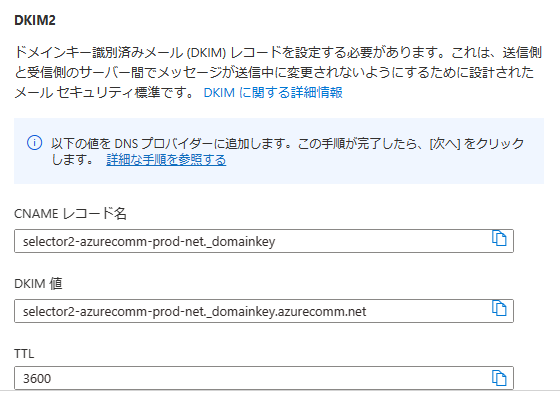 DKIM2
ドメインキー識別済みメール (DKIM) レコードを設定する必要があります。これは、送信側
と受信側のサーバー間でメッセージが送信中に変更されないようにするために設計された
メール セキュリティ標準です。 DKIM に関する詳細情報
以下の値を DNS プロバイダーに追加します。この手順が完了したら、[次へ] をクリック
します。 詳細な手順を参照する
CNAME レコード名
selector2-azurecomm-prod-net._domainkey
DKIM 値
selector2-azurecomm-prod-net._domainkey.azurecomm.net
TTL
3600